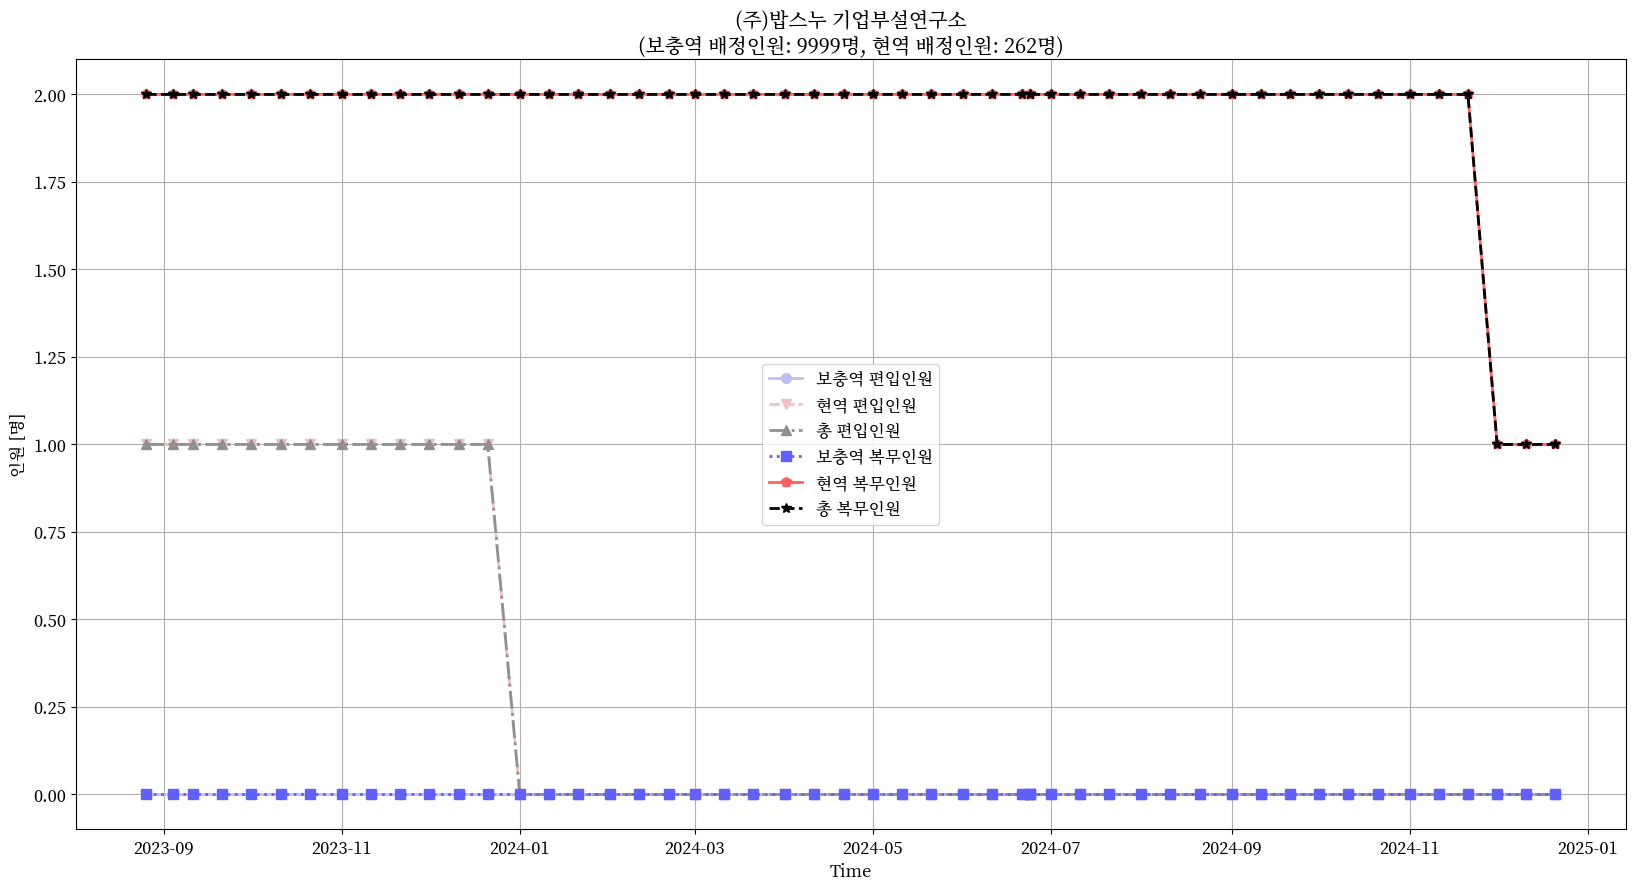 (주)밥스누 기업부설연구소
(보충역 배정인원: 9999명, 현역 배정인원: 262명)
인원 [명]
2.00
1.75
1.50
1.25
1.00
0.75
0.50
0.25
0.00
보충역 편입인원
현역 편입인원
총 편입인원
보충역 복무인원
현역 복무인원
총 복무인원
2023-09
2023-11
2024-01
2024-03
2024-05
2024-07
2024-09
2024-11
2025-01
Time